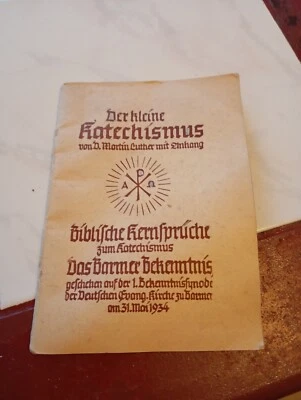 Der kleine
Katechismus
von D. Martin Luther mit Anhang
A P Ω
Biblische Kernsprüche
zum Katechismus
Das Barmer Bekenntnis
geschehen auf der 1. Bekenntnissynode
der Deutschen Evang. Kirche zu Barmen
am 31. Mai 1934